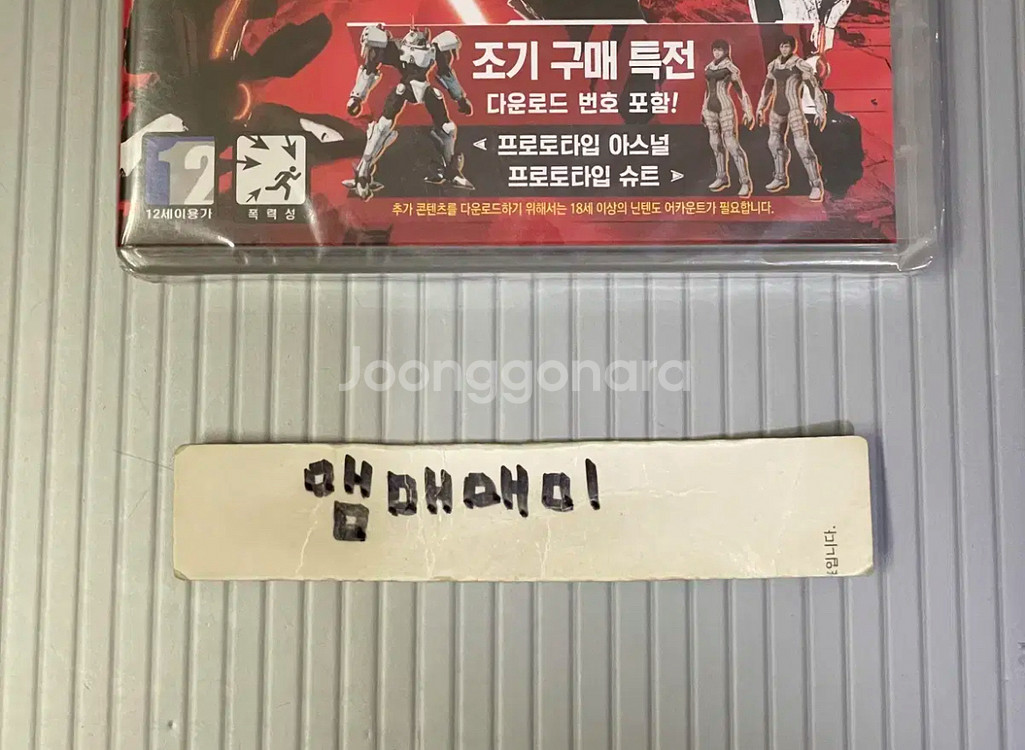 조기 구매 특전
다운로드 번호 포함!
< 프로토타입 아스널
프로토타입 슈트 >
12
12세이용가
폭력성
추가 콘텐츠를 다운로드하기 위해서는 18세 이상의 닌텐도 어카운트가 필요합니다.
Joonggonara
맴매매미
입니다.